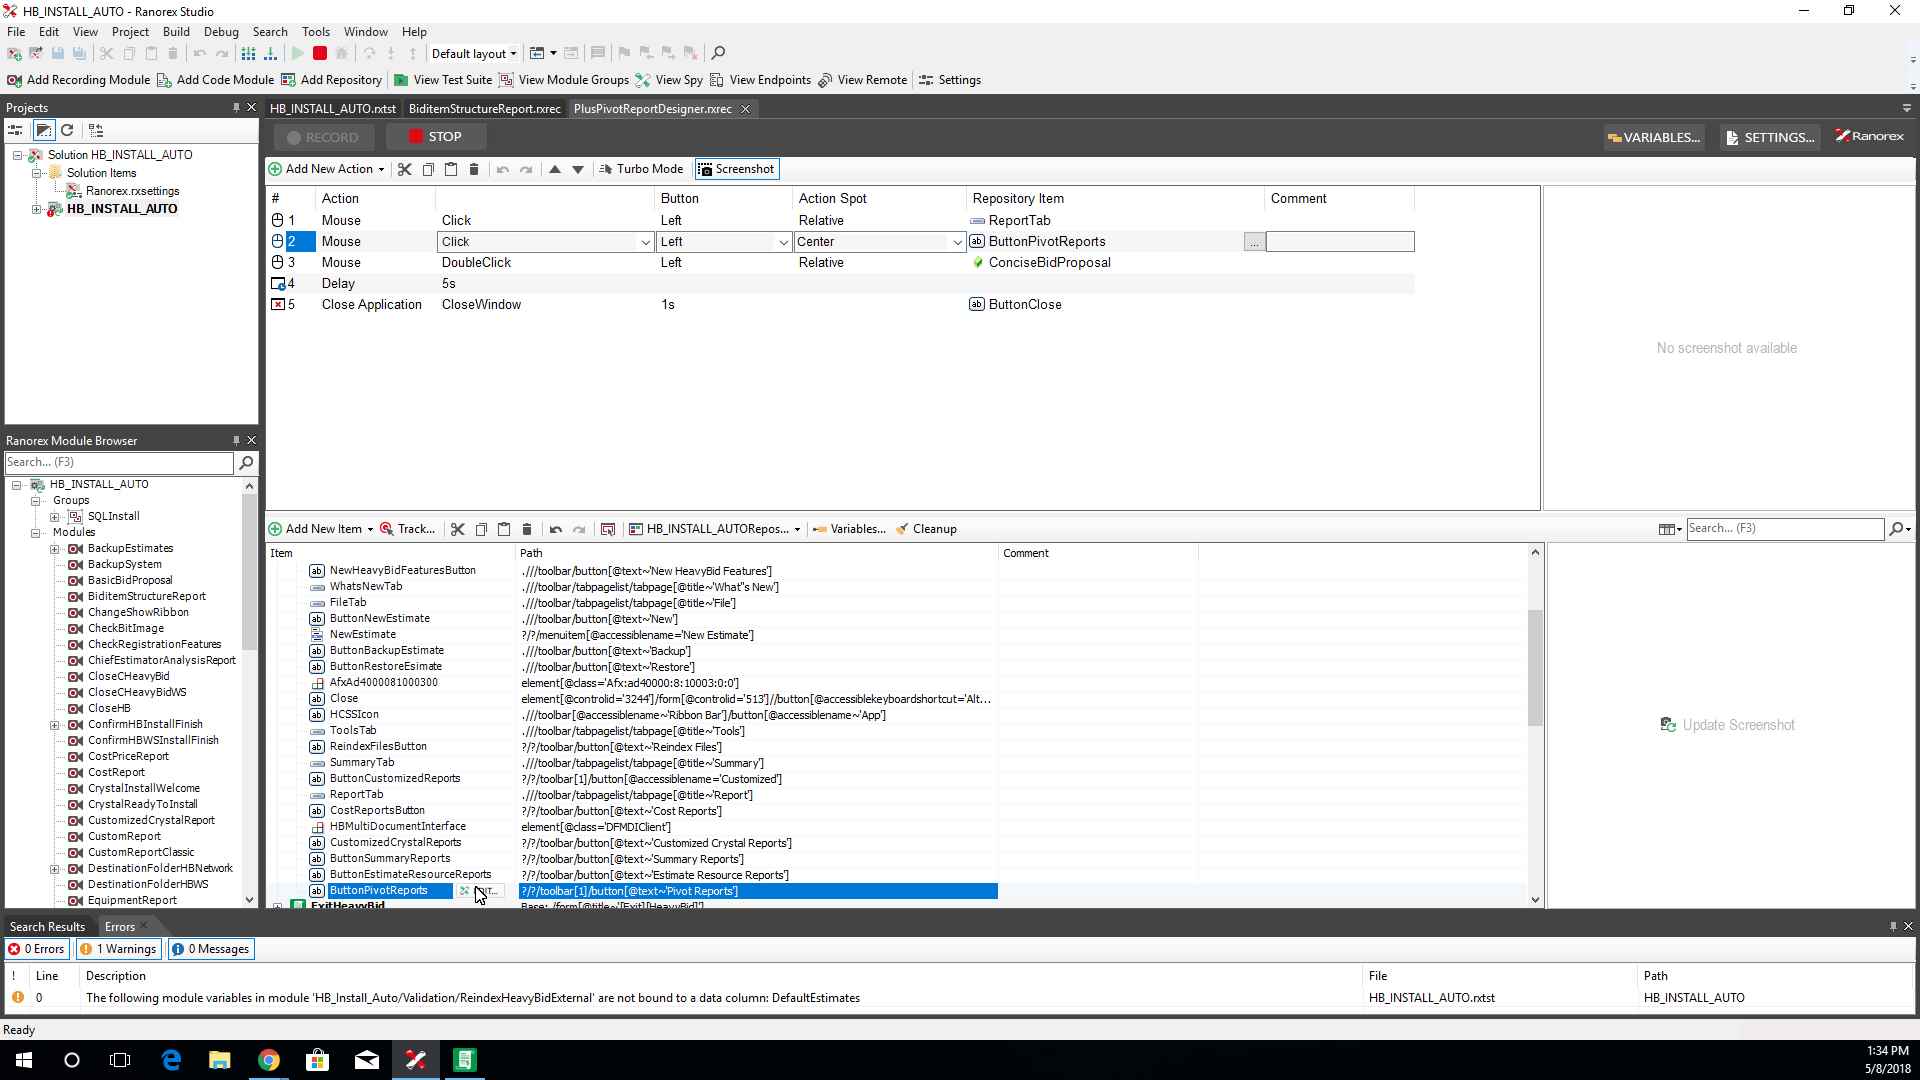 HB_INSTALL_AUTO - Ranorex Studio
File Edit View Project Build Debug Search Tools Window Help
Default layout
Add Recording Module Add Code Module Add Repository View Test Suite View Module Groups View Spy View Endpoints View Remote Settings
Projects
Solution HB_INSTALL_AUTO
Solution Items
Ranorex.rxsettings
HB_INSTALL_AUTO
Ranorex Module Browser
Search... (F3)
HB_INSTALL_AUTO
Groups
SQLInstall
Modules
BackupEstimates
BackupSystem
BasicBidProposal
BiditemStructureReport
ChangeShowRibbon
CheckBitImage
CheckRegistrationFeatures
ChiefEstimatorAnalysisReport
CloseCHeavyBid
CloseCHeavyBidWS
CloseHB
ConfirmHBInstallFinish
ConfirmHBWSInstallFinish
CostPriceReport
CostReport
CrystalInstallWelcome
CrystalReadyToInstall
CustomizedCrystalReport
CustomReport
CustomReportClassic
DestinationFolderHBNetwork
DestinationFolderHBWS
EquipmentReport
HB_INSTALL_AUTO.rxtst BiditemStructureReport.rxrec PlusPivotReportDesigner.rxrec
RECORD STOP VARIABLES... SETTINGS... Ranorex
Add New Action Turbo Mode Screenshot
# Action Button Action Spot Repository Item Comment
1 Mouse Click Left Relative ReportTab
2 Mouse Click Left Center ab ButtonPivotReports ...
3 Mouse DoubleClick Left Relative ConciseBidProposal
4 Delay 5s
5 Close Application CloseWindow 1s ab ButtonClose
No screenshot available
Add New Item Track... HB_INSTALL_AUTORepos... Variables... Cleanup Search... (F3)
Item Path Comment
ab NewHeavyBidFeaturesButton .///toolbar/button[@text~'New HeavyBid Features']
WhatsNewTab .///toolbar/tabpagelist/tabpage[@title~'What''s New']
FileTab .///toolbar/tabpagelist/tabpage[@title~'File']
ab ButtonNewEstimate .///toolbar/button[@text~'New']
NewEstimate ?/?/menuitem[@accessiblename='New Estimate']
ab ButtonBackupEstimate .///toolbar/button[@text~'Backup']
ab ButtonRestoreEsimate .///toolbar/button[@text~'Restore']
AfxAd4000081000300 element[@class='Afx:ad40000:8:10003:0:0']
ab Close element[@controlid='3244']/form[@controlid='513']//button[@accessiblekeyboardshortcut='Alt...
ab HCSSIcon .///toolbar[@accessiblename~'Ribbon Bar']/button[@accessiblename~'App']
ToolsTab .///toolbar/tabpagelist/tabpage[@title~'Tools']
ab ReindexFilesButton ?/?/toolbar/button[@text~'Reindex Files']
SummaryTab .///toolbar/tabpagelist/tabpage[@title~'Summary']
ab ButtonCustomizedReports ?/?/toolbar[1]/button[@accessiblename='Customized']
ReportTab .///toolbar/tabpagelist/tabpage[@title~'Report']
ab CostReportsButton ?/?/toolbar/button[@text~'Cost Reports']
HBMultiDocumentInterface element[@class='DFMDIClient']
ab CustomizedCrystalReports ?/?/toolbar/button[@text~'Customized Crystal Reports']
ab ButtonSummaryReports ?/?/toolbar/button[@text~'Summary Reports']
ab ButtonEstimateResourceReports ?/?/toolbar/button[@text~'Estimate Resource Reports']
ab ButtonPivotReports ?/?/toolbar[1]/button[@text~'Pivot Reports']
ExitHeavyBid Base: /form[@title~'[Exit][HeavyBid]']
Update Screenshot
Search Results Errors
0 Errors 1 Warnings 0 Messages
! Line Description File Path
0 The following module variables in module 'HB_Install_Auto/Validation/ReindexHeavyBidExternal' are not bound to a data column: DefaultEstimates HB_INSTALL_AUTO.rxtst HB_INSTALL_AUTO
Ready
1:34 PM
5/8/2018